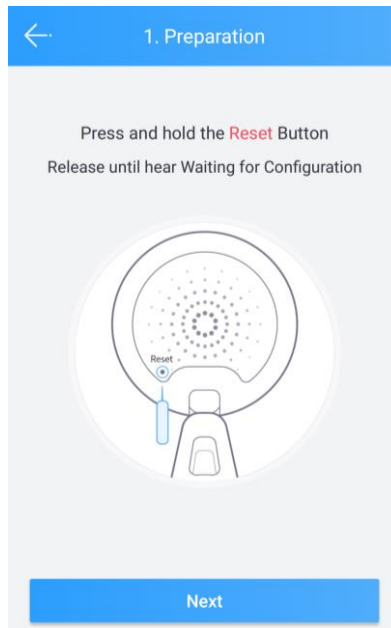 1. Preparation
Press and hold the Reset Button
Release until hear Waiting for Configuration
Reset
Next